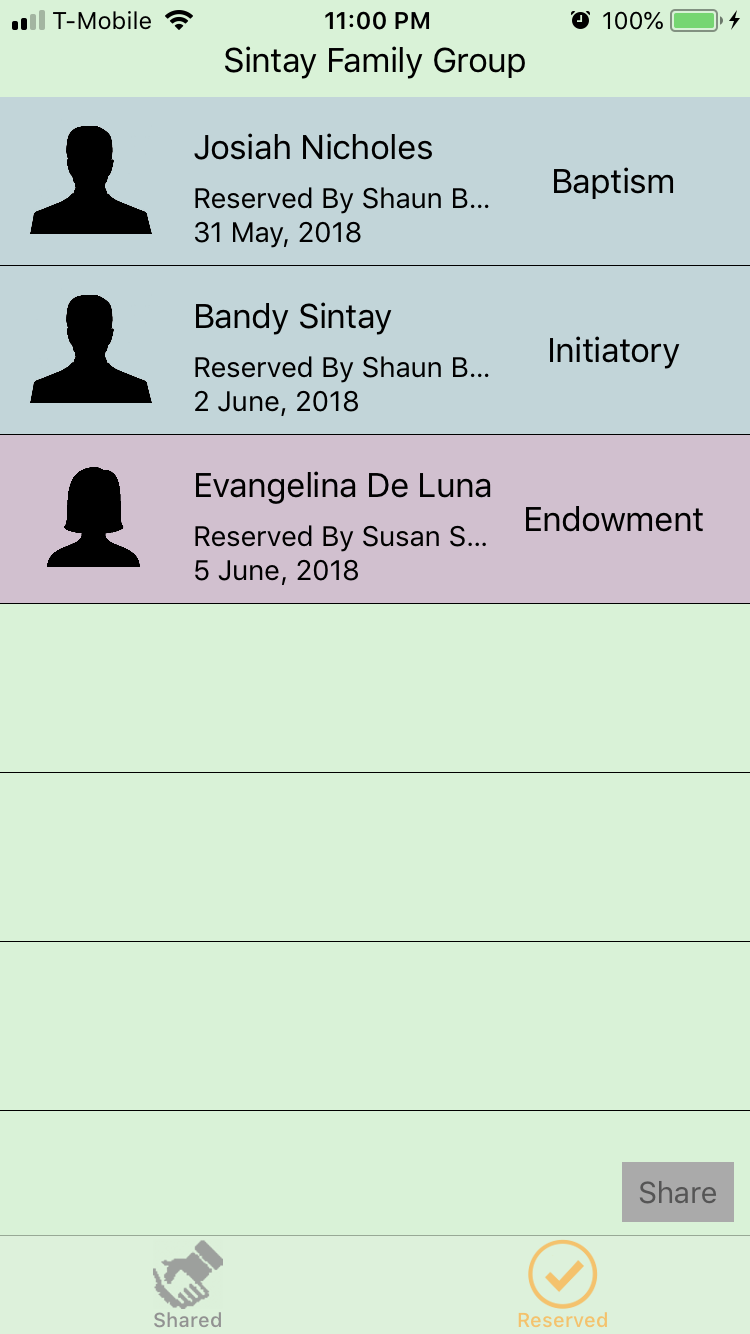 T-Mobile 11:00 PM 100%
Sintay Family Group
Josiah Nicholes
Baptism
Reserved By Shaun B...
31 May, 2018
Bandy Sintay
Initiatory
Reserved By Shaun B...
2 June, 2018
Evangelina De Luna
Endowment
Reserved By Susan S...
5 June, 2018
Share
Shared Reserved